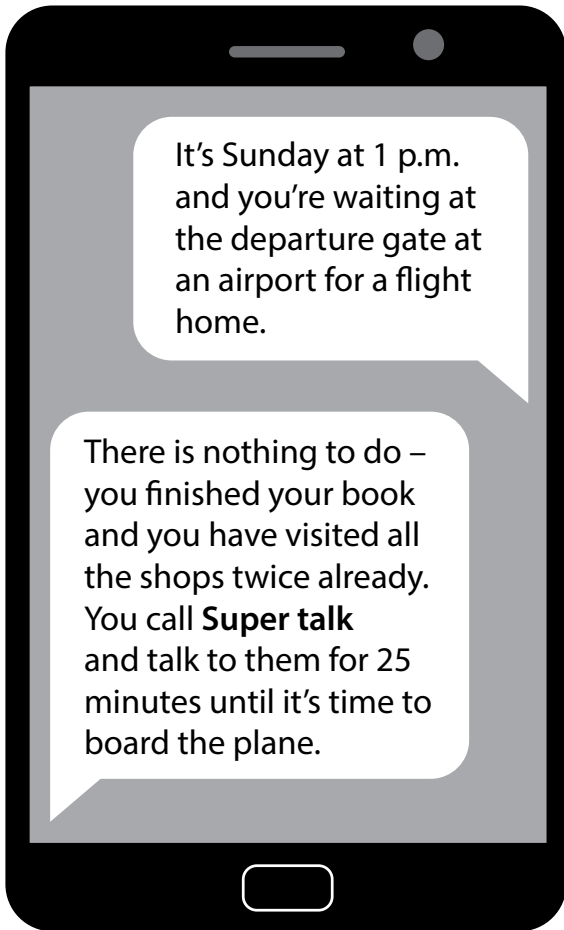 It’s Sunday at 1 p.m.
and you’re waiting at
the departure gate at
an airport for a flight
home.
There is nothing to do –
you finished your book
and you have visited all
the shops twice already.
You call Super talk
and talk to them for 25
minutes until it’s time to
board the plane.